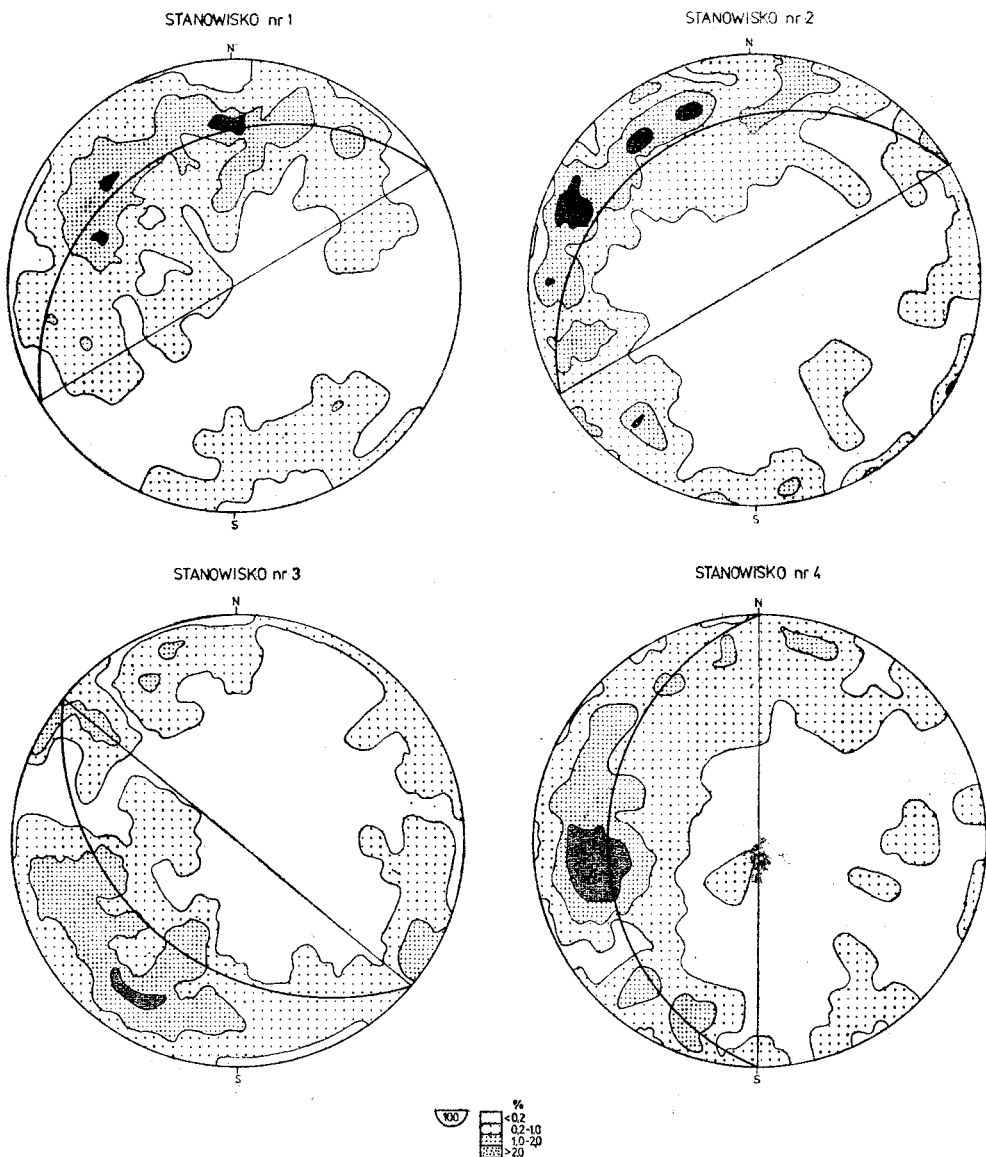 STANOWISKO nr 1
N
S
STANOWISKO nr 2
N
S
STANOWISKO nr 3
N
S
STANOWISKO nr 4
N
S
100
%
<0,2
0,2-1,0
1,0-2,0
>2,0